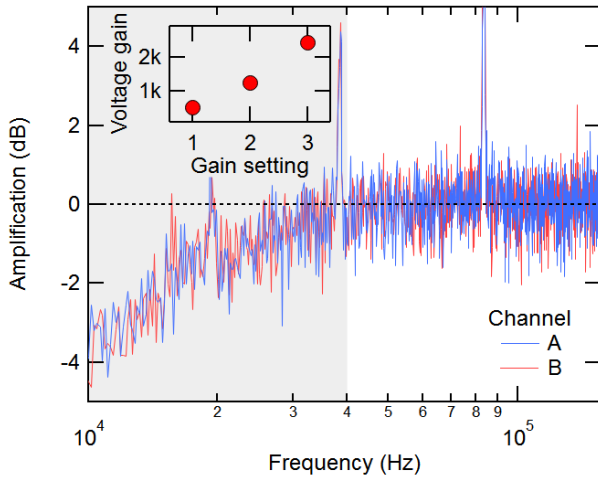 4
2
0
-2
-4
Amplification (dB)
Voltage gain
2k
1k
1 2 3
Gain setting
Channel
A
B
2 3 4 5 6 7 8 9
10^4 10^5
Frequency (Hz)